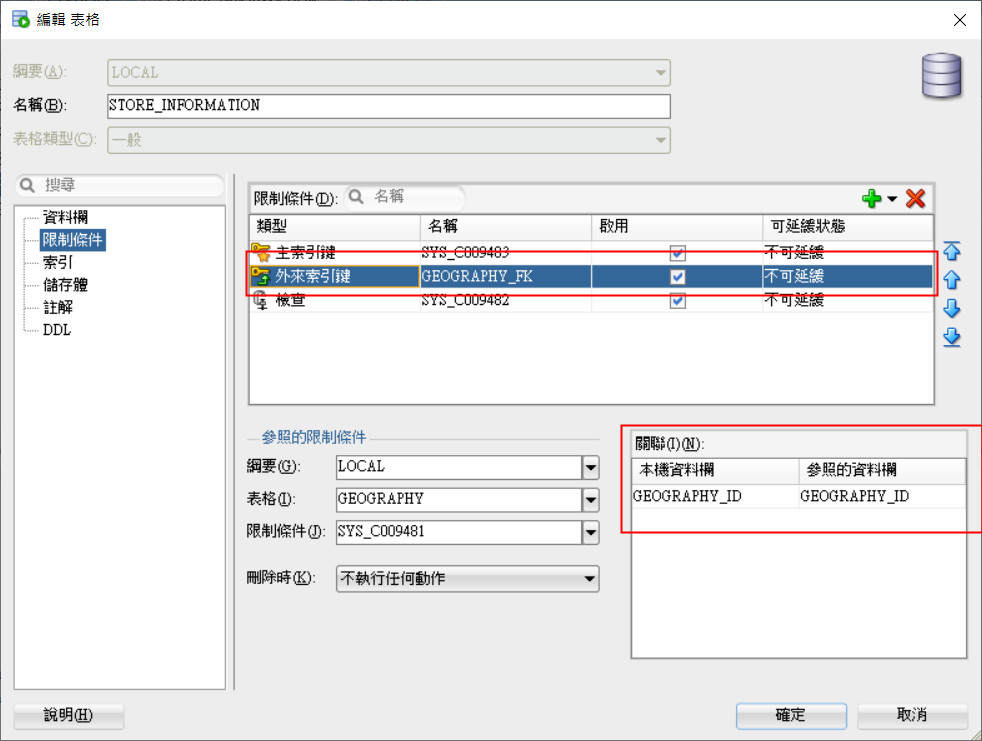 編輯 表格
綱要(A): LOCAL
名稱(B): STORE_INFORMATION
表格類型(C): 一般
搜尋
資料欄
限制條件
索引
儲存體
註解
DDL
限制條件(D): 名稱
類型 名稱 啟用 可延緩狀態
主索引鍵 SYS_C009483 不可延緩
外來索引鍵 GEOGRAPHY_FK 不可延緩
檢查 SYS_C009482 不可延緩
參照的限制條件
綱要(G): LOCAL
表格(I): GEOGRAPHY
限制條件(J): SYS_C009481
刪除時(K): 不執行任何動作
關聯(I)(N):
本機資料欄 參照的資料欄
GEOGRAPHY_ID GEOGRAPHY_ID
說明(H) 確定 取消